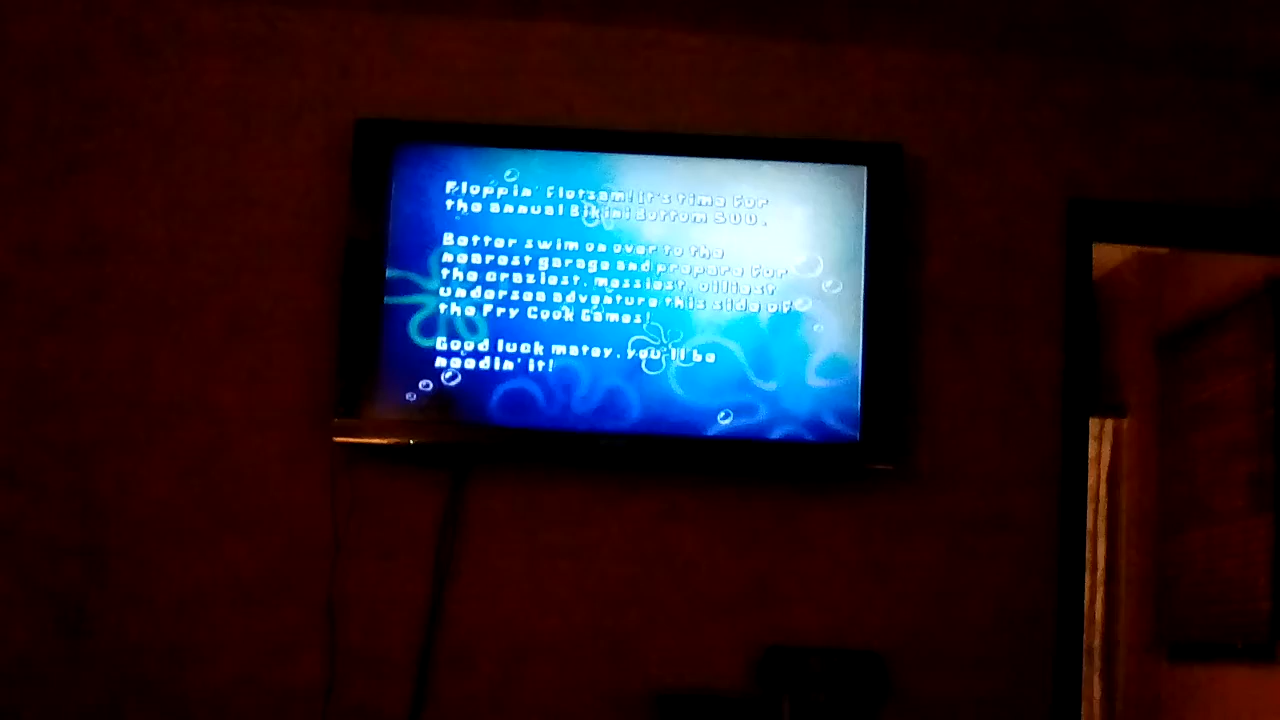 Floppin' Flotsam! It's time for
the annual Bikini Bottom 500.
Better swim on over to the
nearest garage and prepare for
the craziest, messiest, oiliest
undersea adventure this side of
the Fry Cook Games!
Good luck matey, you'll be
needin' it!